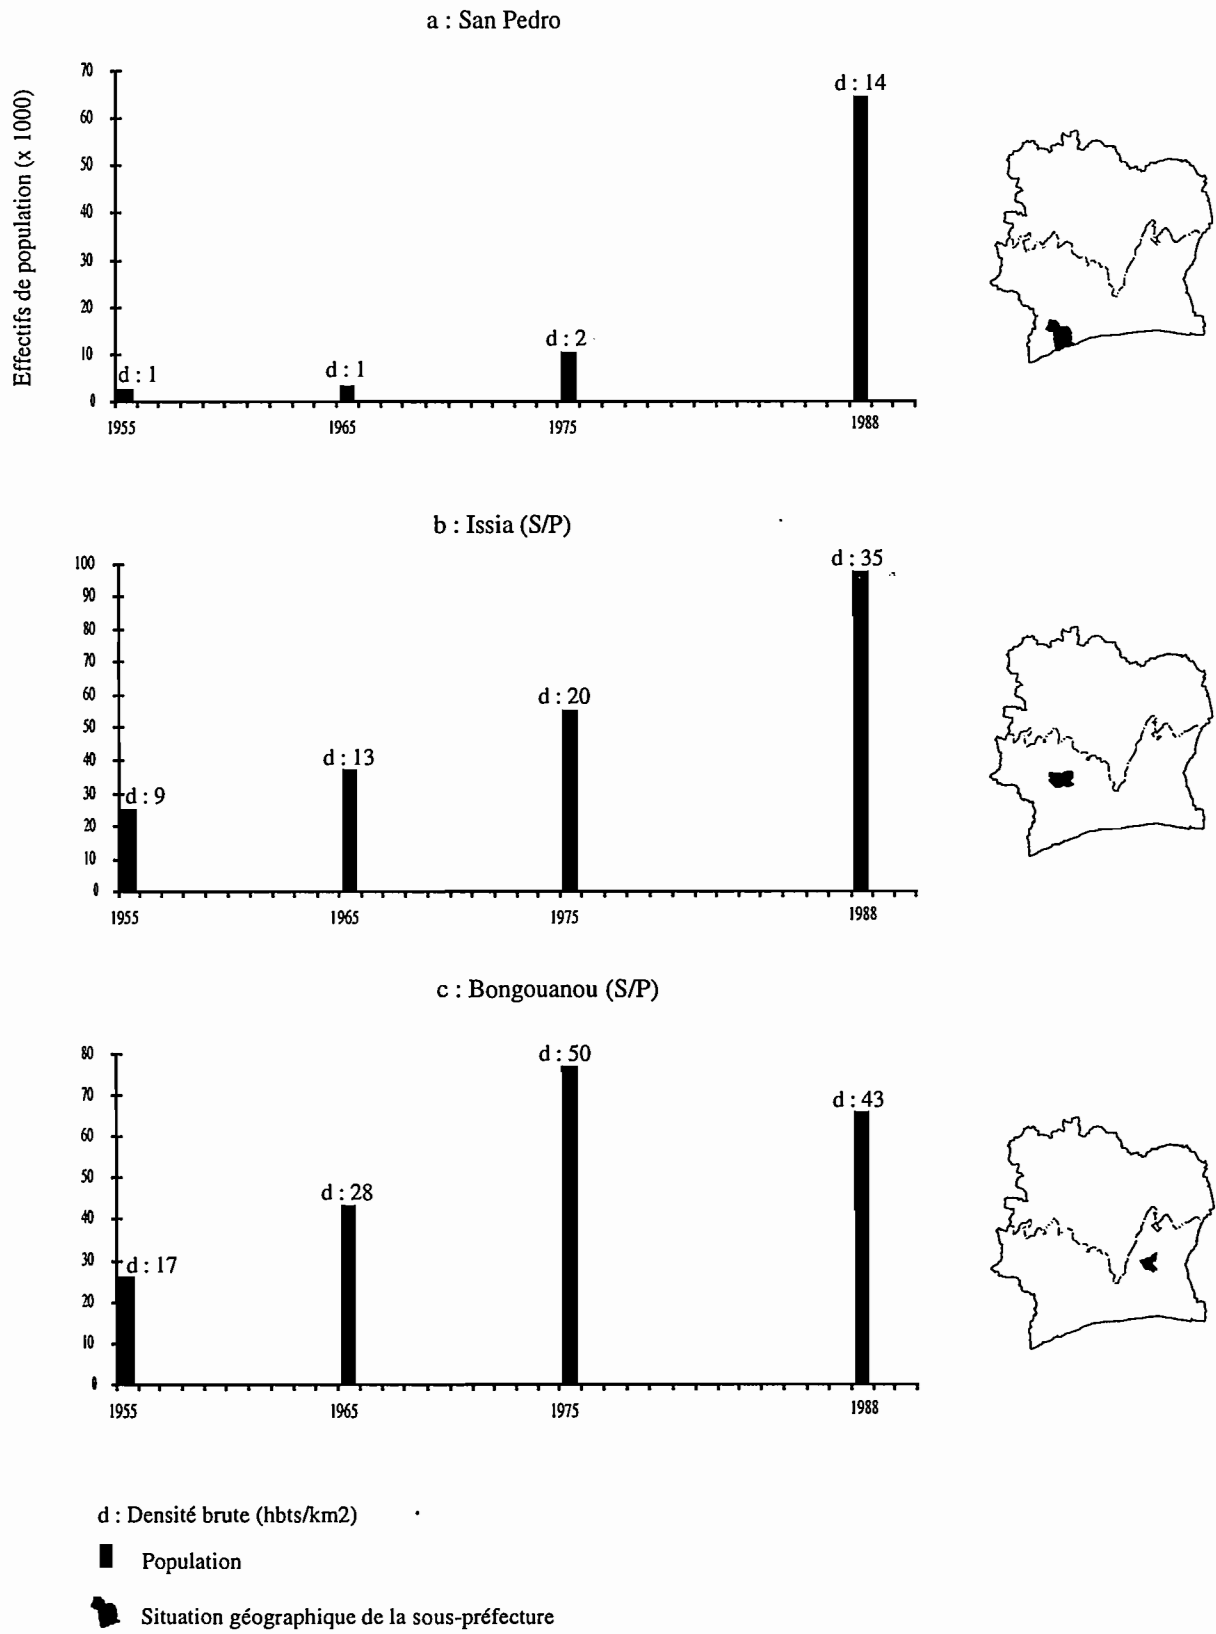 a : San Pedro
Effectifs de population (x 1000)
70
60
50
40
30
20
10
0
d : 1
d : 1
d : 2
d : 14
1955
1965
1975
1988
b : Issia (S/P)
100
90
80
70
60
50
40
30
20
10
0
d : 9
d : 13
d : 20
d : 35
1955
1965
1975
1988
c : Bongouanou (S/P)
80
70
60
50
40
30
20
10
0
d : 17
d : 28
d : 50
d : 43
1955
1965
1975
1988
d : Densité brute (hbts/km2)
Population
Situation géographique de la sous-préfecture